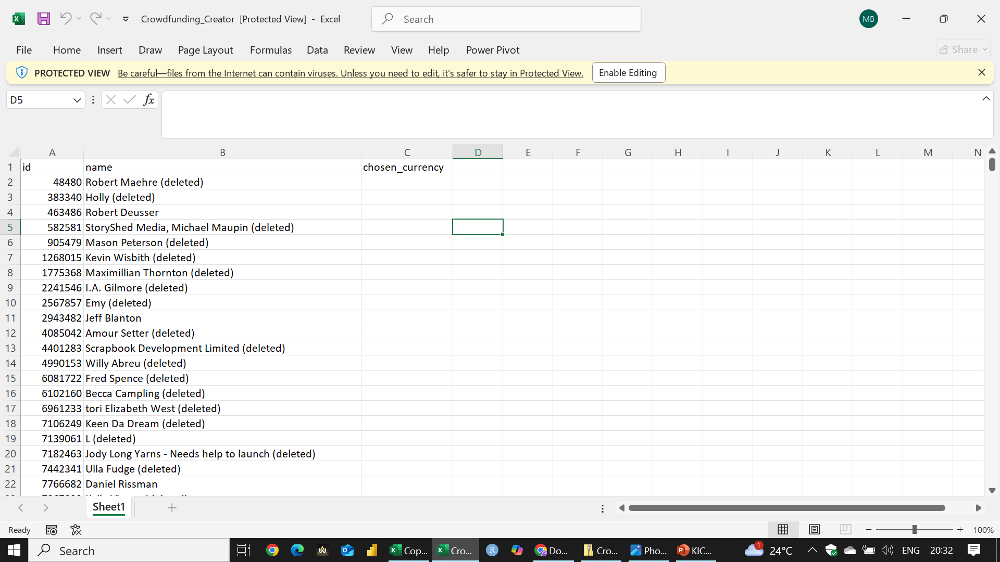 Crowdfunding_Creator [Protected View] - Excel
Search
MB
File Home Insert Draw Page Layout Formulas Data Review View Help Power Pivot Share
PROTECTED VIEW Be careful—files from the Internet can contain viruses. Unless you need to edit, it's safer to stay in Protected View. Enable Editing
D5 fx
A B C D E F G H I J K L M N
1 id name chosen_currency
2 48480 Robert Maehre (deleted)
3 383340 Holly (deleted)
4 463486 Robert Deusser
5 582581 StoryShed Media, Michael Maupin (deleted)
6 905479 Mason Peterson (deleted)
7 1268015 Kevin Wisbith (deleted)
8 1775368 Maximillian Thornton (deleted)
9 2241546 I.A. Gilmore (deleted)
10 2567857 Emy (deleted)
11 2943482 Jeff Blanton
12 4085042 Amour Setter (deleted)
13 4401283 Scrapbook Development Limited (deleted)
14 4990153 Willy Abreu (deleted)
15 6081722 Fred Spence (deleted)
16 6102160 Becca Campling (deleted)
17 6961233 tori Elizabeth West (deleted)
18 7106249 Keen Da Dream (deleted)
19 7139061 L (deleted)
20 7182463 Jody Long Yarns - Needs help to launch (deleted)
21 7442341 Ulla Fudge (deleted)
22 7766682 Daniel Rissman
Sheet1
Ready 100%
Search Cop... Cro... R Do... Cro... Pho... KIC... 1 24°C ENG 20:32